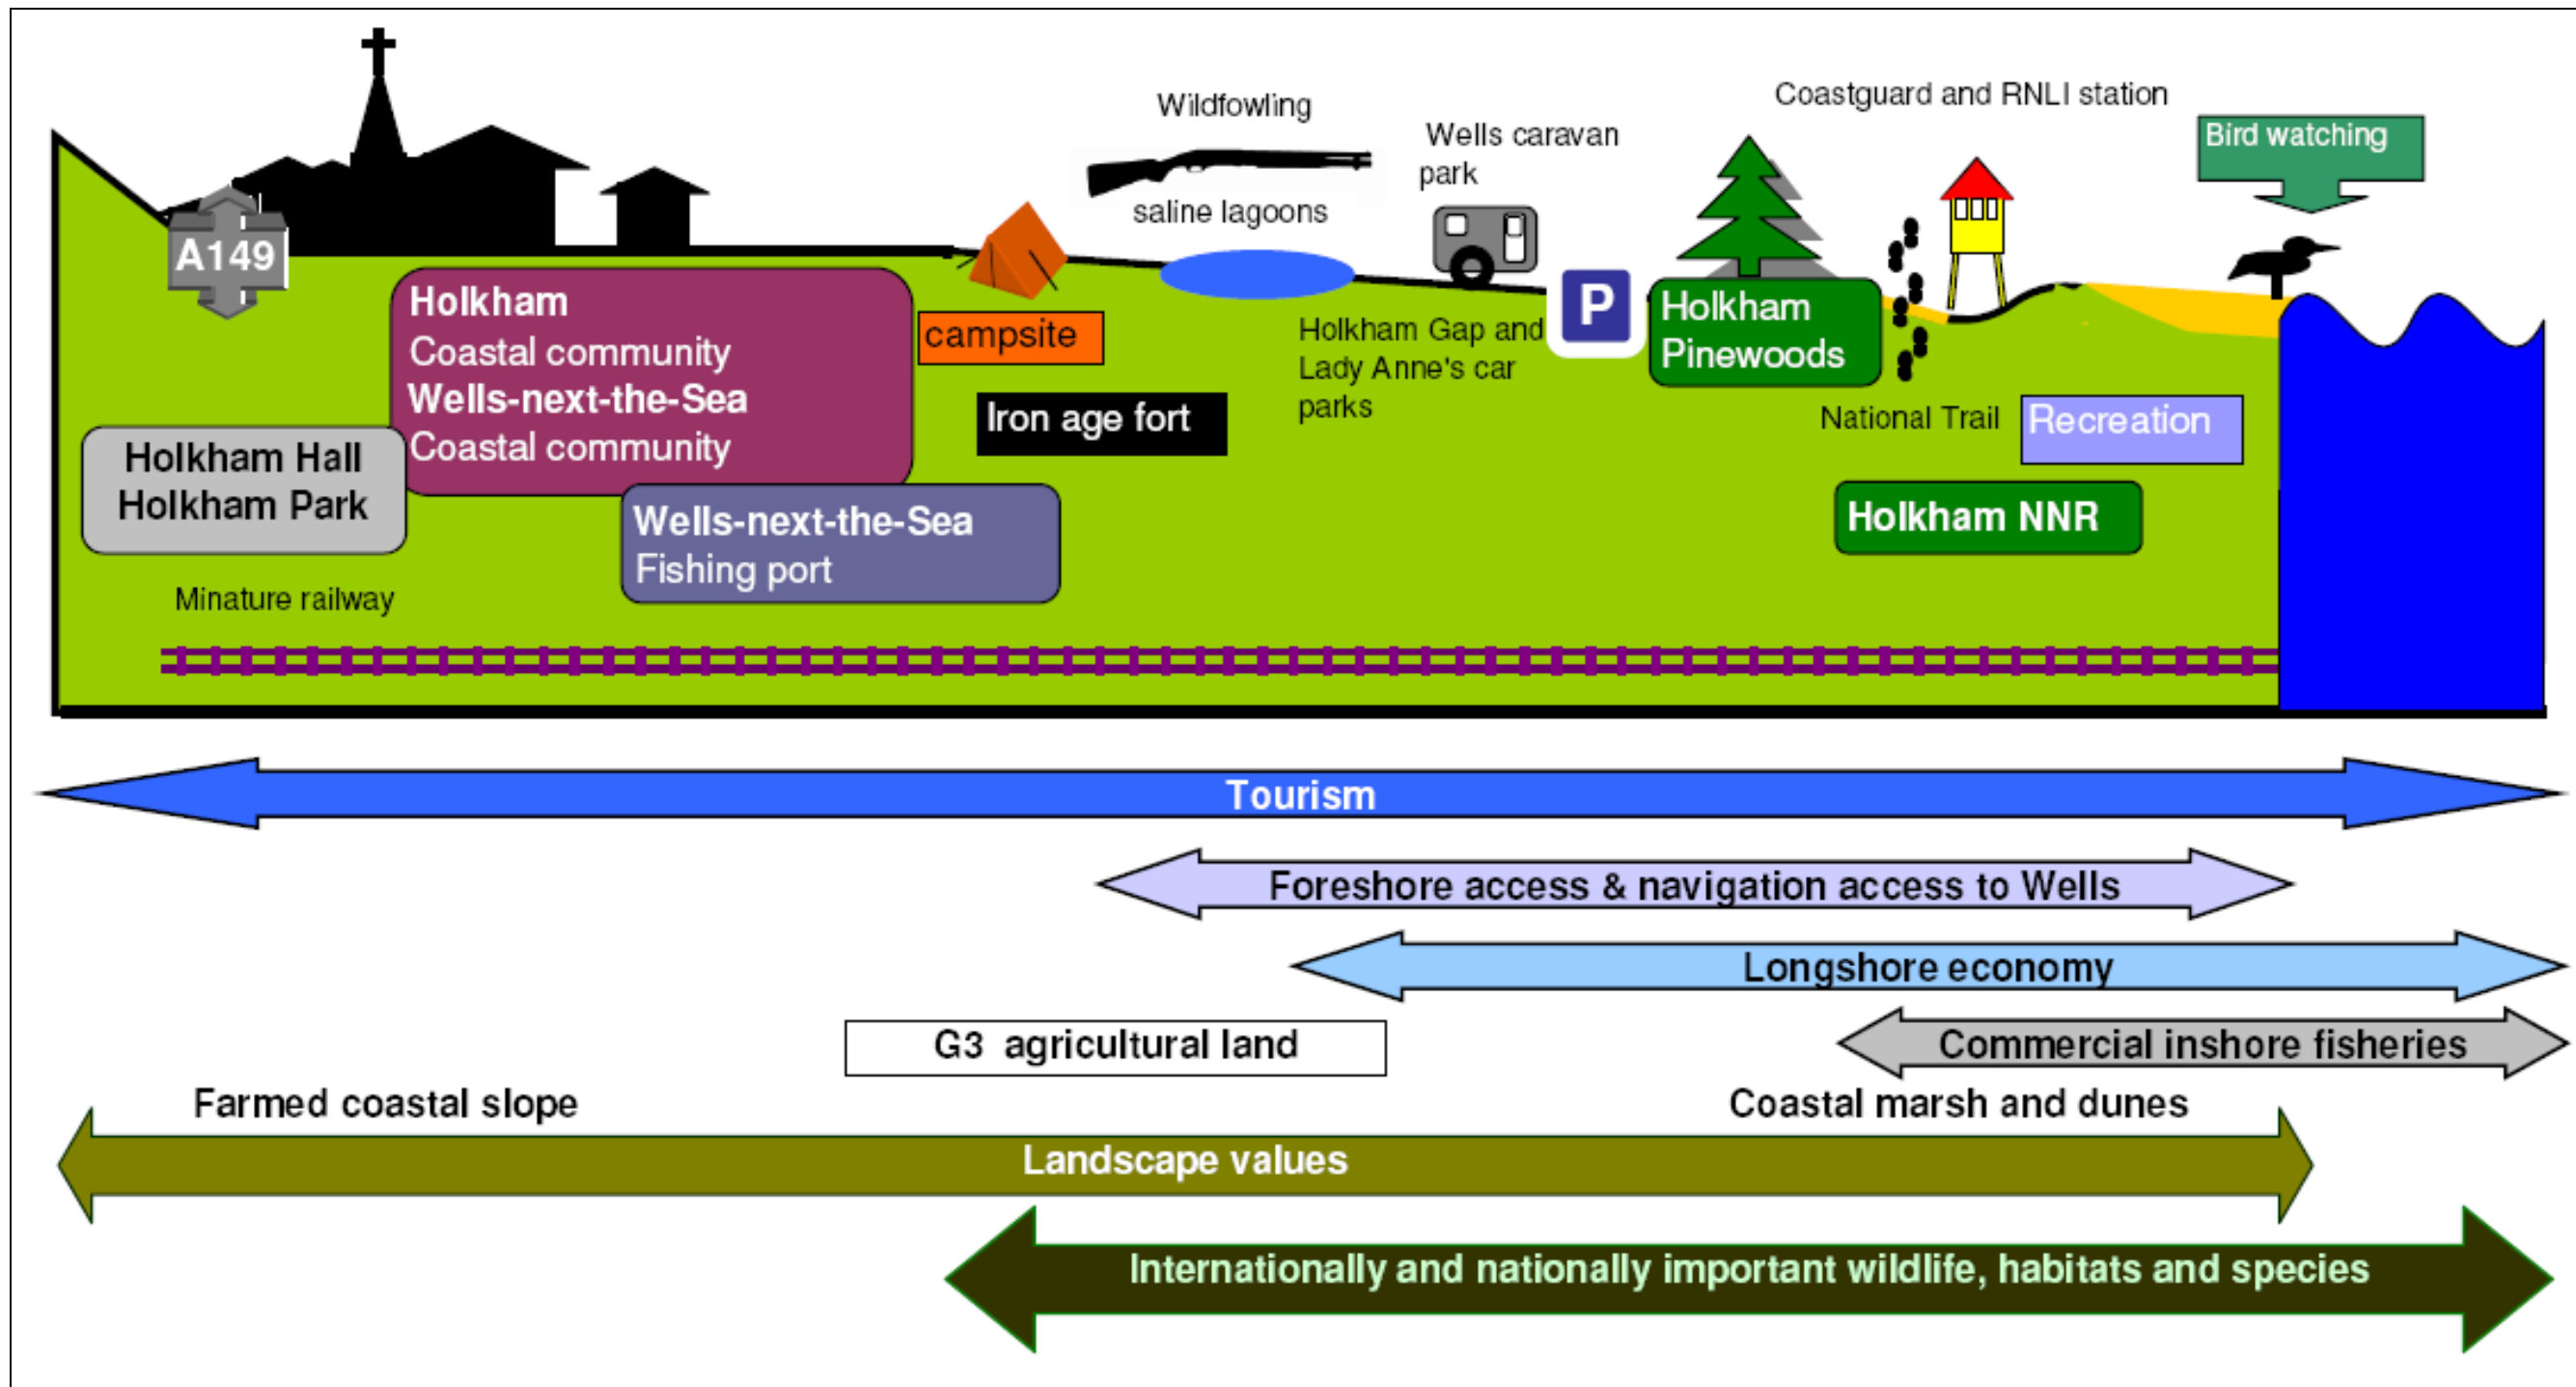 Coastguard and RNLI station
Wildfowling
Wells caravan
park
Bird watching
saline lagoons
A149
Holkham
Coastal community
Wells-next-the-Sea
Coastal community
campsite
Iron age fort
Holkham Gap and
Lady Anne's car
parks
P
Holkham
Pinewoods
National Trail
Recreation
Holkham Hall
Holkham Park
Wells-next-the-Sea
Fishing port
Holkham NNR
Minature railway
Tourism
Foreshore access & navigation access to Wells
Longshore economy
G3 agricultural land
Commercial inshore fisheries
Farmed coastal slope
Coastal marsh and dunes
Landscape values
Internationally and nationally important wildlife, habitats and species